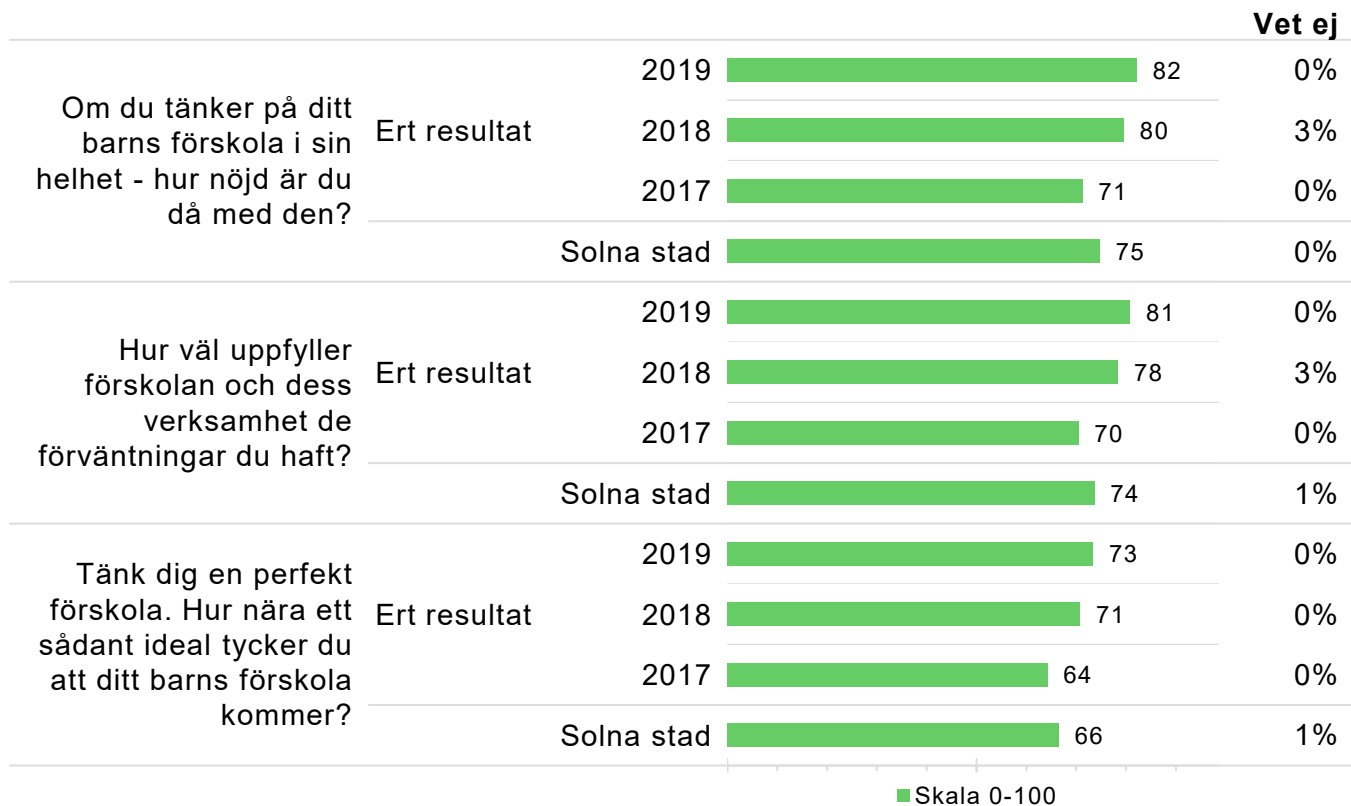 Vet ej
Om du tänker på ditt
barns förskola i sin
helhet - hur nöjd är du
då med den?
Ert resultat
2019 82 0%
2018 80 3%
2017 71 0%
Solna stad 75 0%
Hur väl uppfyller
förskolan och dess
verksamhet de
förväntningar du haft?
Ert resultat
2019 81 0%
2018 78 3%
2017 70 0%
Solna stad 74 1%
Tänk dig en perfekt
förskola. Hur nära ett
sådant ideal tycker du
att ditt barns förskola
kommer?
Ert resultat
2019 73 0%
2018 71 0%
2017 64 0%
Solna stad 66 1%
Skala 0-100